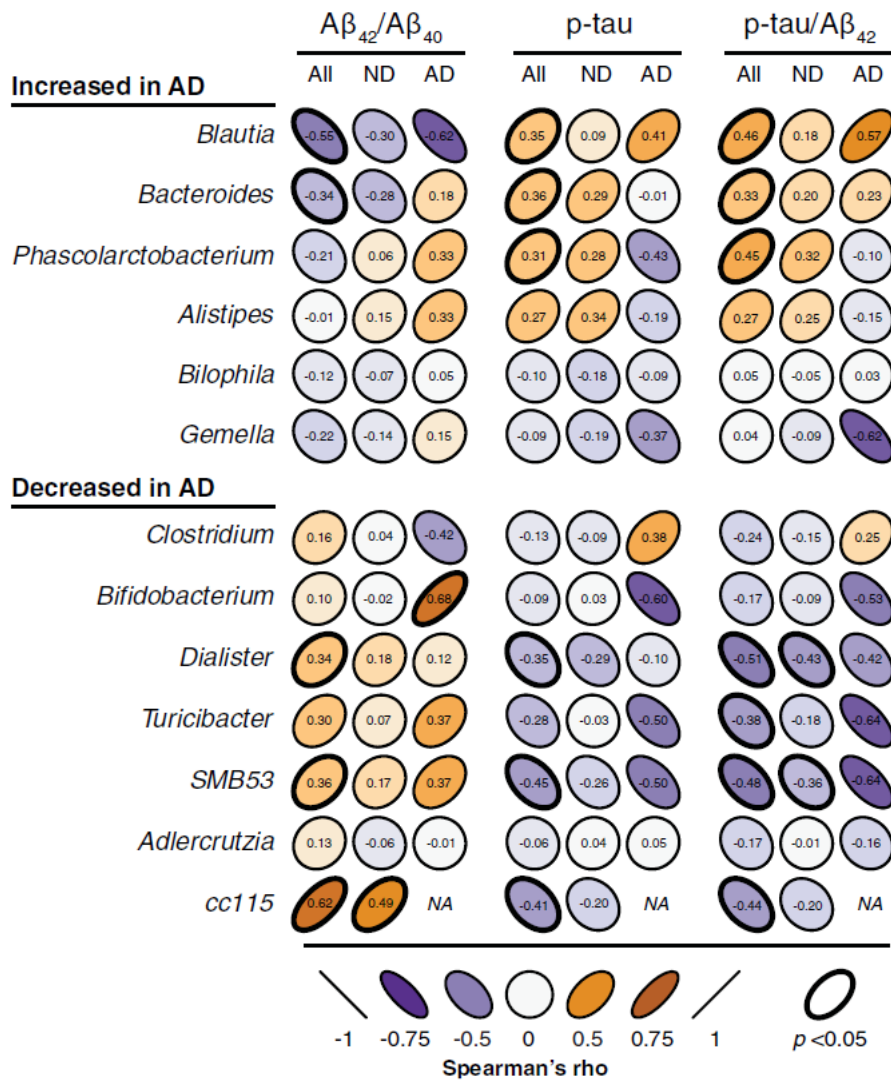 Aβ42/Aβ40 p-tau p-tau/Aβ42
All ND AD All ND AD All ND AD
Increased in AD
Blautia -0.55 -0.30 -0.62 0.35 0.09 0.41 0.46 0.18 0.57
Bacteroides -0.34 -0.28 0.18 0.36 0.29 -0.01 0.33 0.20 0.23
Phascolarctobacterium -0.21 0.06 0.33 0.31 0.28 -0.43 0.45 0.32 -0.10
Alistipes -0.01 0.15 0.33 0.27 0.34 -0.19 0.27 0.25 -0.15
Bilophila -0.12 -0.07 0.05 -0.10 -0.18 -0.09 0.05 -0.05 0.03
Gemella -0.22 -0.14 0.15 -0.09 -0.19 -0.37 0.04 -0.09 -0.62
Decreased in AD
Clostridium 0.16 0.04 -0.42 -0.13 -0.09 0.38 -0.24 -0.15 0.25
Bifidobacterium 0.10 -0.02 0.68 -0.09 0.03 -0.60 -0.17 -0.09 -0.53
Dialister 0.34 0.18 0.12 -0.35 -0.29 -0.10 -0.51 -0.43 -0.42
Turicibacter 0.30 0.07 0.37 -0.28 -0.03 -0.50 -0.38 -0.18 -0.64
SMB53 0.36 0.17 0.37 -0.45 -0.26 -0.50 -0.48 -0.36 -0.64
Adlercrutzia 0.13 -0.06 -0.01 -0.06 0.04 0.05 -0.17 -0.01 -0.16
cc115 0.62 0.49 NA -0.41 -0.20 NA -0.44 -0.20 NA
-1 -0.75 -0.5 0 0.5 0.75 1 p <0.05
Spearman's rho